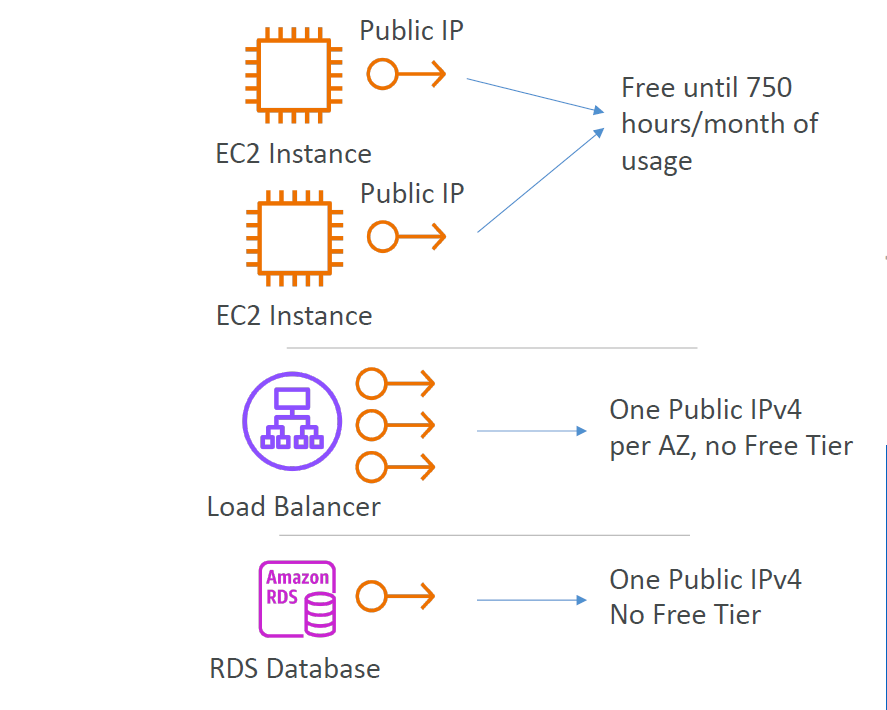 Public IP
EC2 Instance
Public IP
EC2 Instance
Free until 750
hours/month of
usage
Load Balancer
One Public IPv4
per AZ, no Free Tier
Amazon
RDS
RDS Database
One Public IPv4
No Free Tier